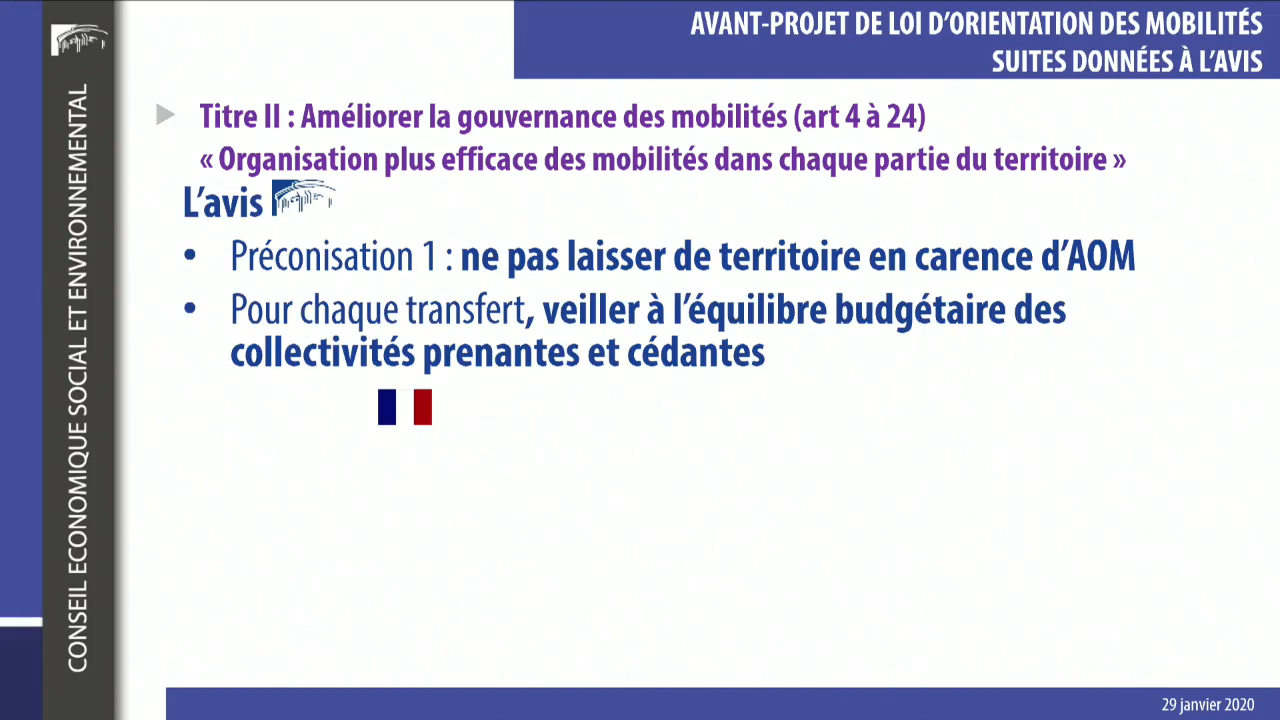 AVANT-PROJET DE LOI D'ORIENTATION DES MOBILITÉS
SUITES DONNÉES À L'AVIS
CONSEIL ECONOMIQUE SOCIAL ET ENVIRONNEMENTAL
Titre II : Améliorer la gouvernance des mobilités (art 4 à 24)
« Organisation plus efficace des mobilités dans chaque partie du territoire »
L'avis
• Préconisation 1 : ne pas laisser de territoire en carence d'AOM
• Pour chaque transfert, veiller à l'équilibre budgétaire des
collectivités prenantes et cédantes
29 janvier 2020